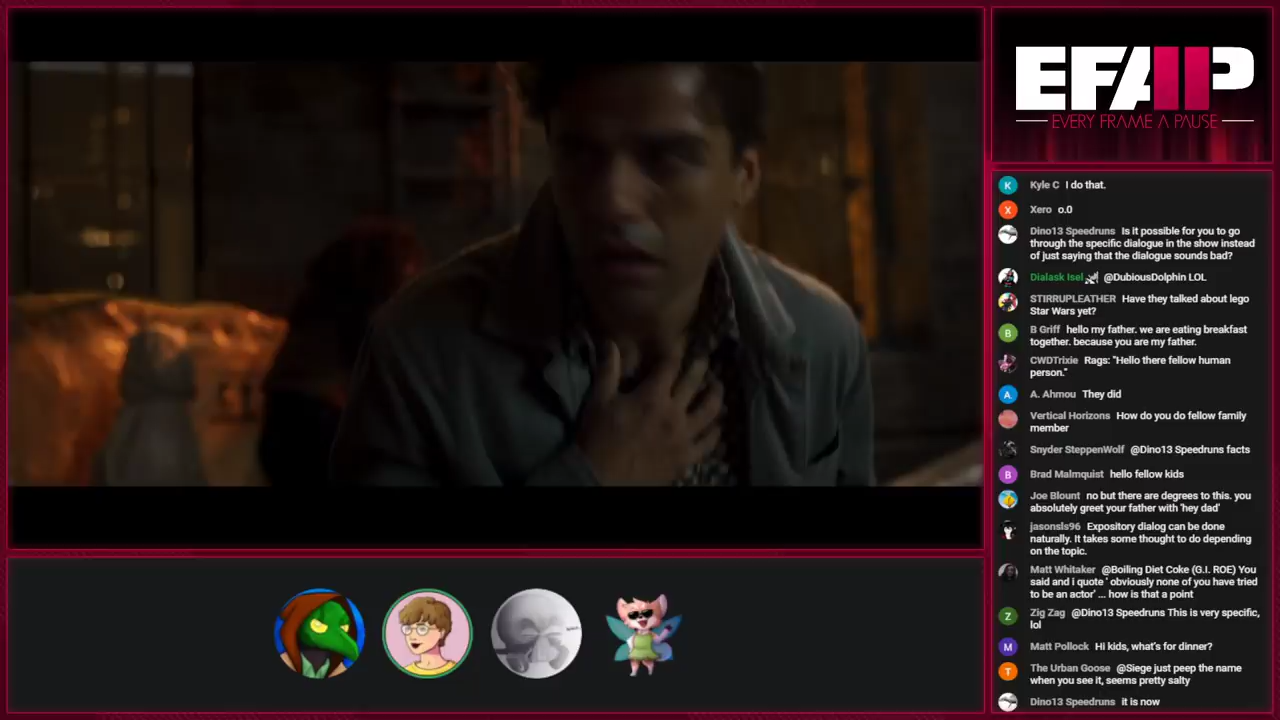 EFAP
EVERY FRAME A PAUSE
K Kyle C I do that.
X Xero o.0
Dino13 Speedruns Is it possible for you to go
through the specific dialogue in the show instead
of just saying that the dialogue sounds bad?
Dialask Isel @DubiousDolphin LOL
STIRRUPLEATHER Have they talked about lego
Star Wars yet?
B B Griff hello my father. we are eating breakfast
together. because you are my father.
CWDTrixie Rags: "Hello there fellow human
person."
A. A. Ahmou They did
Vertical Horizons How do you do fellow family
member
Snyder SteppenWolf @Dino13 Speedruns facts
B Brad Malmquist hello fellow kids
Joe Blount no but there are degrees to this. you
absolutely greet your father with 'hey dad'
jasonsls96 Expository dialog can be done
naturally. It takes some thought to do depending
on the topic.
Matt Whitaker @Boiling Diet Coke (G.I. ROE) You
said and i quote ' obviously none of you have tried
to be an actor' ... how is that a point
Z Zig Zag @Dino13 Speedruns This is very specific,
lol
M Matt Pollock Hi kids, what's for dinner?
T The Urban Goose @Siege just peep the name
when you see it, seems pretty salty
Dino13 Speedruns it is now